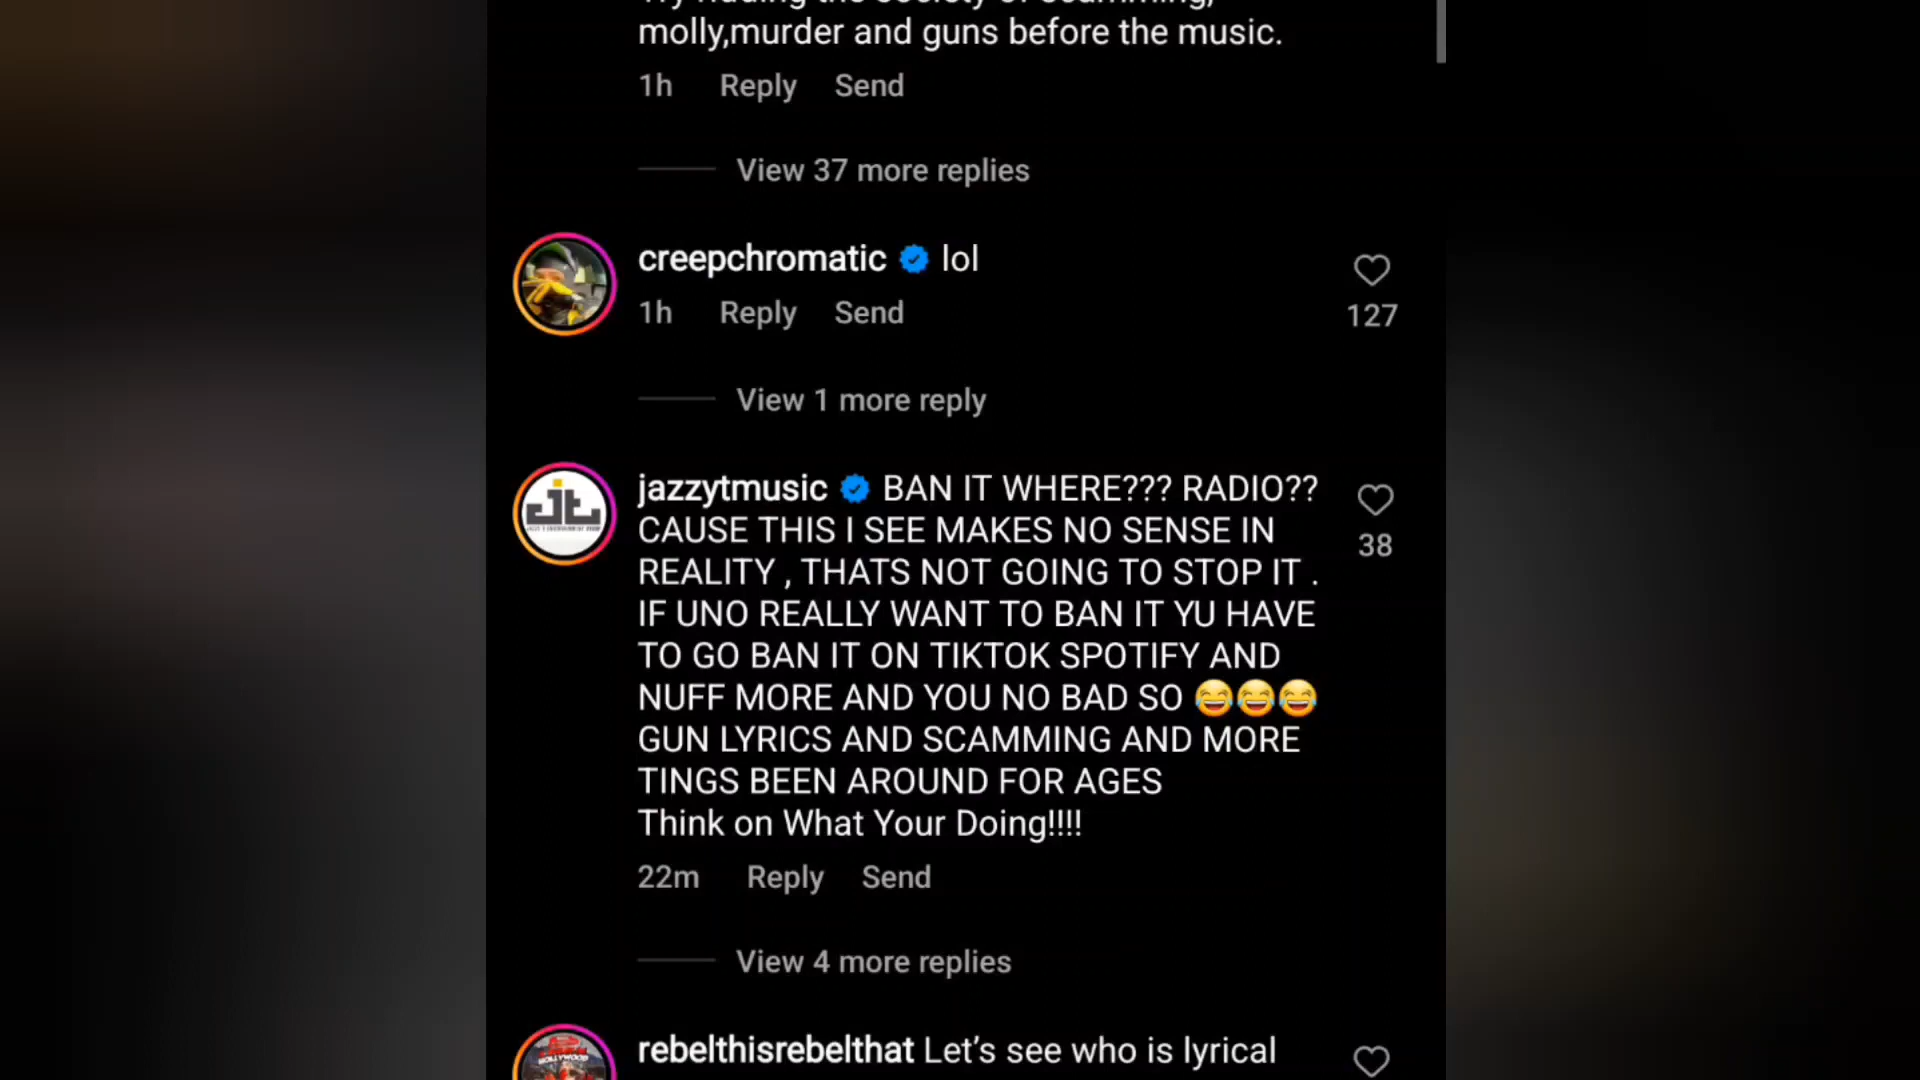 molly,murder and guns before the music.
1h Reply Send
View 37 more replies
creepchromatic lol
1h Reply Send
127
View 1 more reply
jazzytmusic BAN IT WHERE??? RADIO??
CAUSE THIS I SEE MAKES NO SENSE IN
38
REALITY , THATS NOT GOING TO STOP IT .
IF UNO REALLY WANT TO BAN IT YU HAVE
TO GO BAN IT ON TIKTOK SPOTIFY AND
NUFF MORE AND YOU NO BAD SO 😂😂😂
GUN LYRICS AND SCAMMING AND MORE
TINGS BEEN AROUND FOR AGES
Think on What Your Doing!!!!
22m Reply Send
View 4 more replies
rebelthisrebelthat Let's see who is lyrical